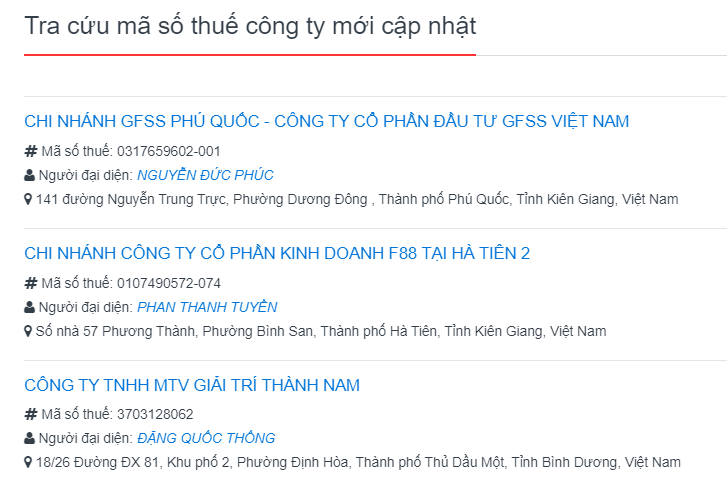 Tra cứu mã số thuế công ty mới cập nhật
CHI NHÁNH GFSS PHÚ QUỐC - CÔNG TY CỔ PHẦN ĐẦU TƯ GFSS VIỆT NAM
# Mã số thuế: 0317659602-001
Người đại diện: NGUYỄN ĐỨC PHÚC
141 đường Nguyễn Trung Trực, Phường Dương Đông , Thành phố Phú Quốc, Tỉnh Kiên Giang, Việt Nam
CHI NHÁNH CÔNG TY CỔ PHẦN KINH DOANH F88 TẠI HÀ TIÊN 2
# Mã số thuế: 0107490572-074
Người đại diện: PHAN THANH TUYỀN
Số nhà 57 Phương Thành, Phường Bình San, Thành phố Hà Tiên, Tỉnh Kiên Giang, Việt Nam
CÔNG TY TNHH MTV GIẢI TRÍ THÀNH NAM
# Mã số thuế: 3703128062
Người đại diện: ĐẶNG QUỐC THỐNG
18/26 Đường ĐX 81, Khu phố 2, Phường Định Hòa, Thành phố Thủ Dầu Một, Tỉnh Bình Dương, Việt Nam